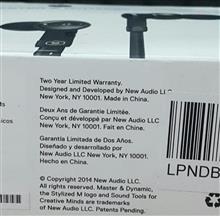 Two Year Limited Warranty.
Designed and Developed by New Audio LLC
New York, NY 10001. Made in China.
Deux Ans de Garantie Limitée.
Conçu et développé par New Audio LLC
New York, NY 10001. Fait en Chine.
Garantía Limitada de Dos Años.
Diseñado y desarrollado por
New Audio LLC New York, NY 10001.
Hecho en China.
© Copyright 2014 New Audio LLC.
All rights reserved. Master & Dynamic,
the Stylized M logo and Sound Tools for
Creative Minds are trademarks of
New Audio LLC. Patents Pending.
LPNDB